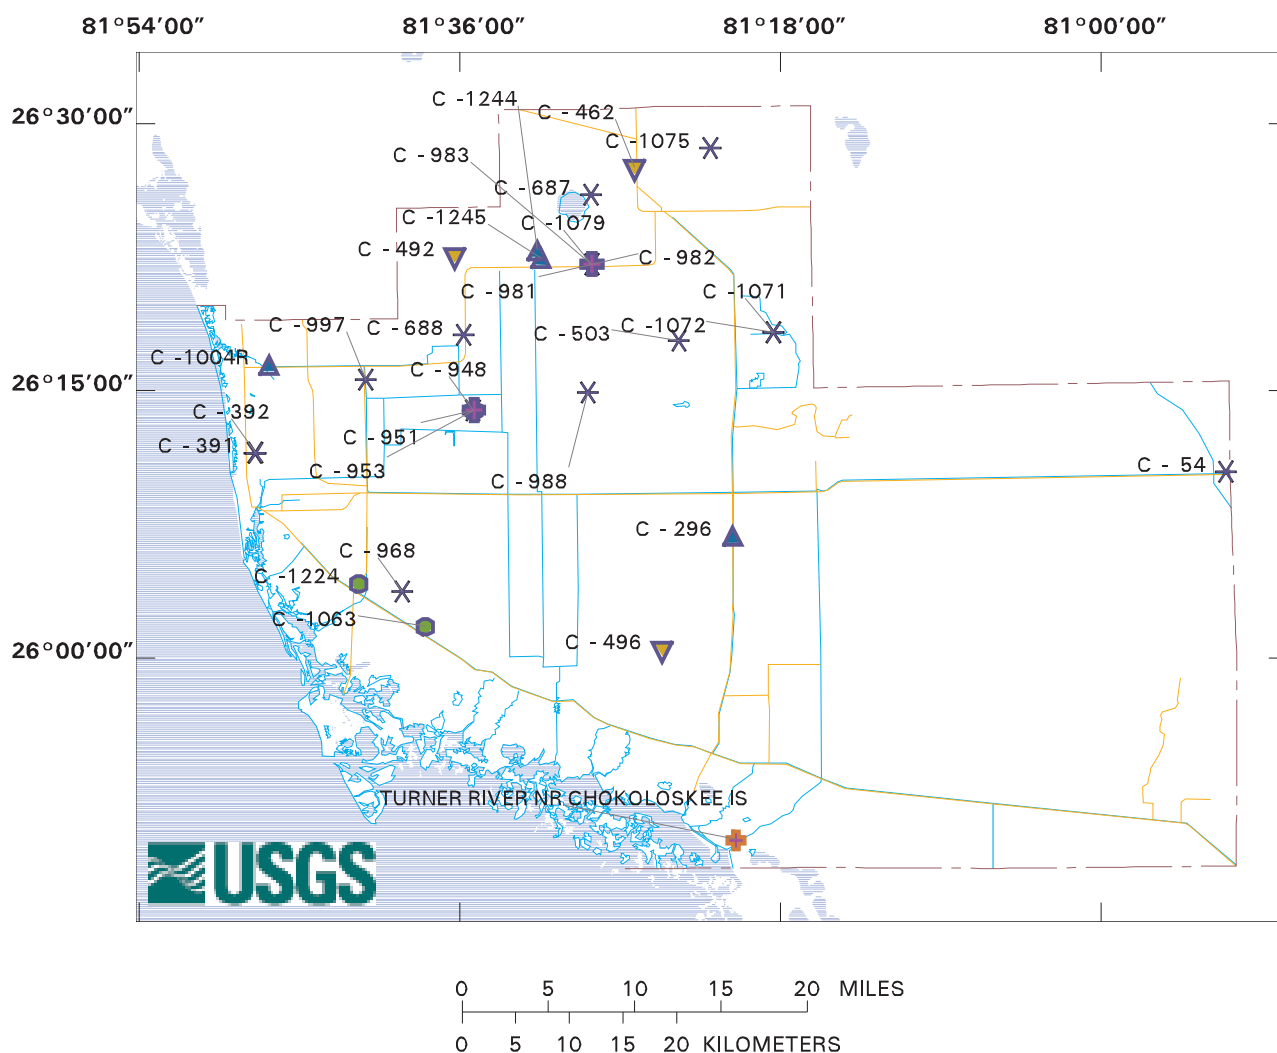 81°54'00" 81°36'00" 81°18'00" 81°00'00"
C -1244
26°30'00"
C - 462
C -1075
C - 983
C - 687
C -1245
C -1079
C - 492
C - 982
C - 981
C -1071
C - 997
C - 688
C - 503
C -1072
C -1004R
C - 948
26°15'00"
C - 392
C - 951
C - 391
C - 953
C - 54
C - 988
C - 296
C - 968
C -1224
C -1063
C - 496
26°00'00"
TURNER RIVER NR CHOKOLOSKEE IS
USGS
0 5 10 15 20 MILES
0 5 10 15 20 KILOMETERS